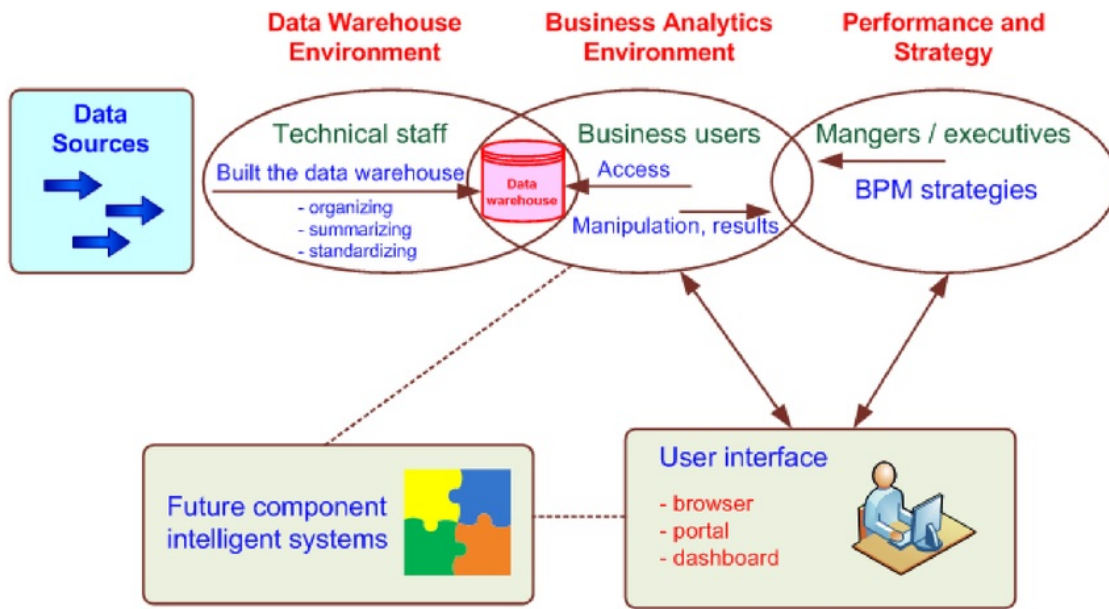 Data Warehouse
Environment
Business Analytics
Environment
Performance and
Strategy
Data
Sources
Technical staff
Built the data warehouse
- organizing
- summarizing
- standardizing
Data
warehouse
Business users
Access
Manipulation, results
Mangers / executives
BPM strategies
Future component
intelligent systems
User interface
- browser
- portal
- dashboard